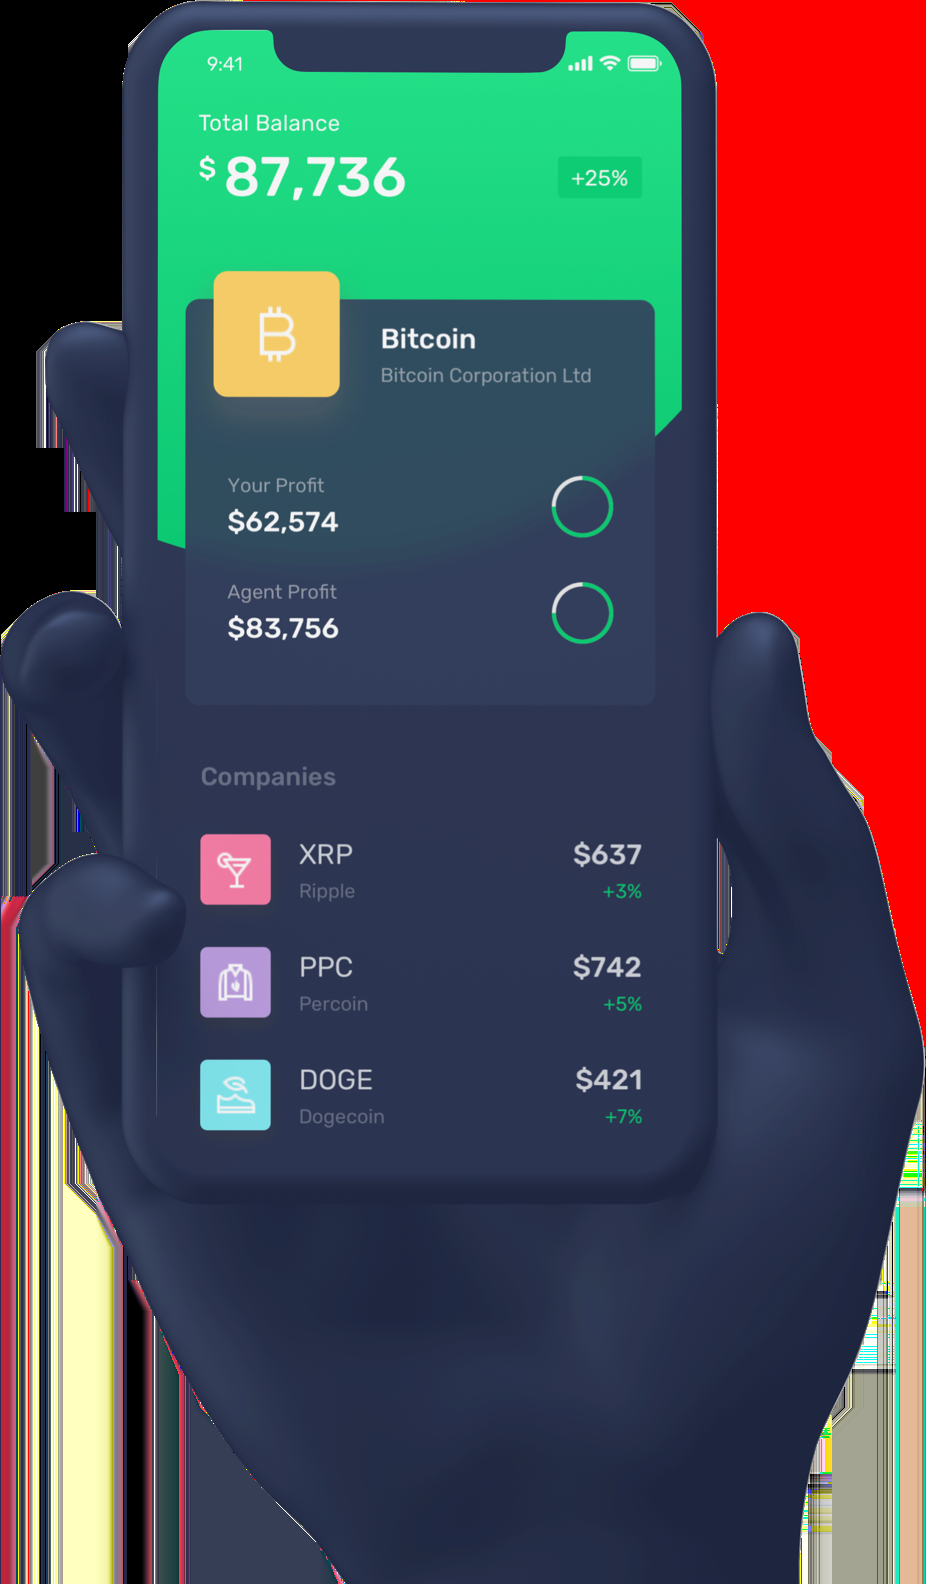 9:41
Total Balance
$ 87,736
+25%
Bitcoin
Bitcoin Corporation Ltd
Your Profit
$62,574
Agent Profit
$83,756
Companies
XRP
$637
Ripple
+3%
PPC
$742
Percoin
+5%
DOGE
$421
Dogecoin
+7%